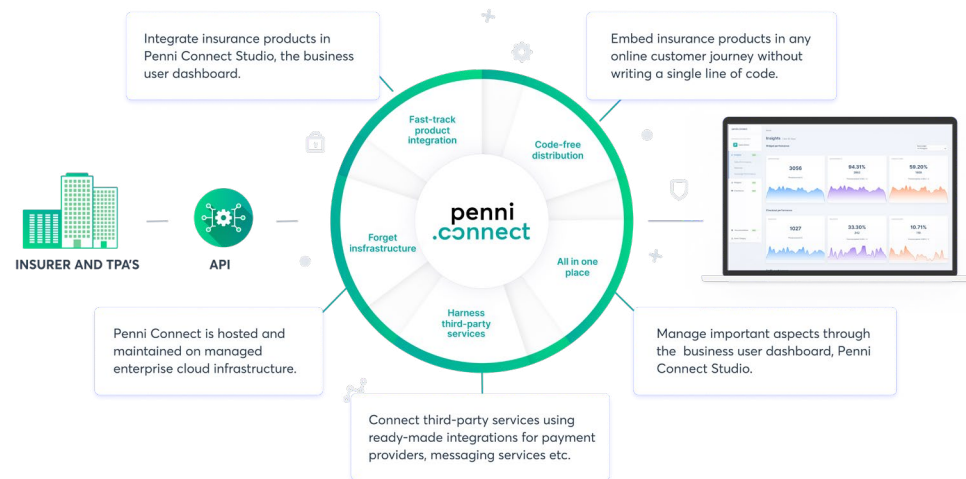 Integrate insurance products in
Penni Connect Studio, the business
user dashboard.
Embed insurance products in any
online customer journey without
writing a single line of code.
Fast-track
product
integration
Code-free
distribution
penni
.connect
Forget
insfrastructure
All in one
place
Harness
third-party
services
INSURER AND TPA'S
API
Insights
3056
94.31%
59.20%
1027
33.30%
10.71%
Penni Connect is hosted and
maintained on managed
enterprise cloud infrastructure.
Manage important aspects through
the business user dashboard, Penni
Connect Studio.
Connect third-party services using
ready-made integrations for payment
providers, messaging services etc.